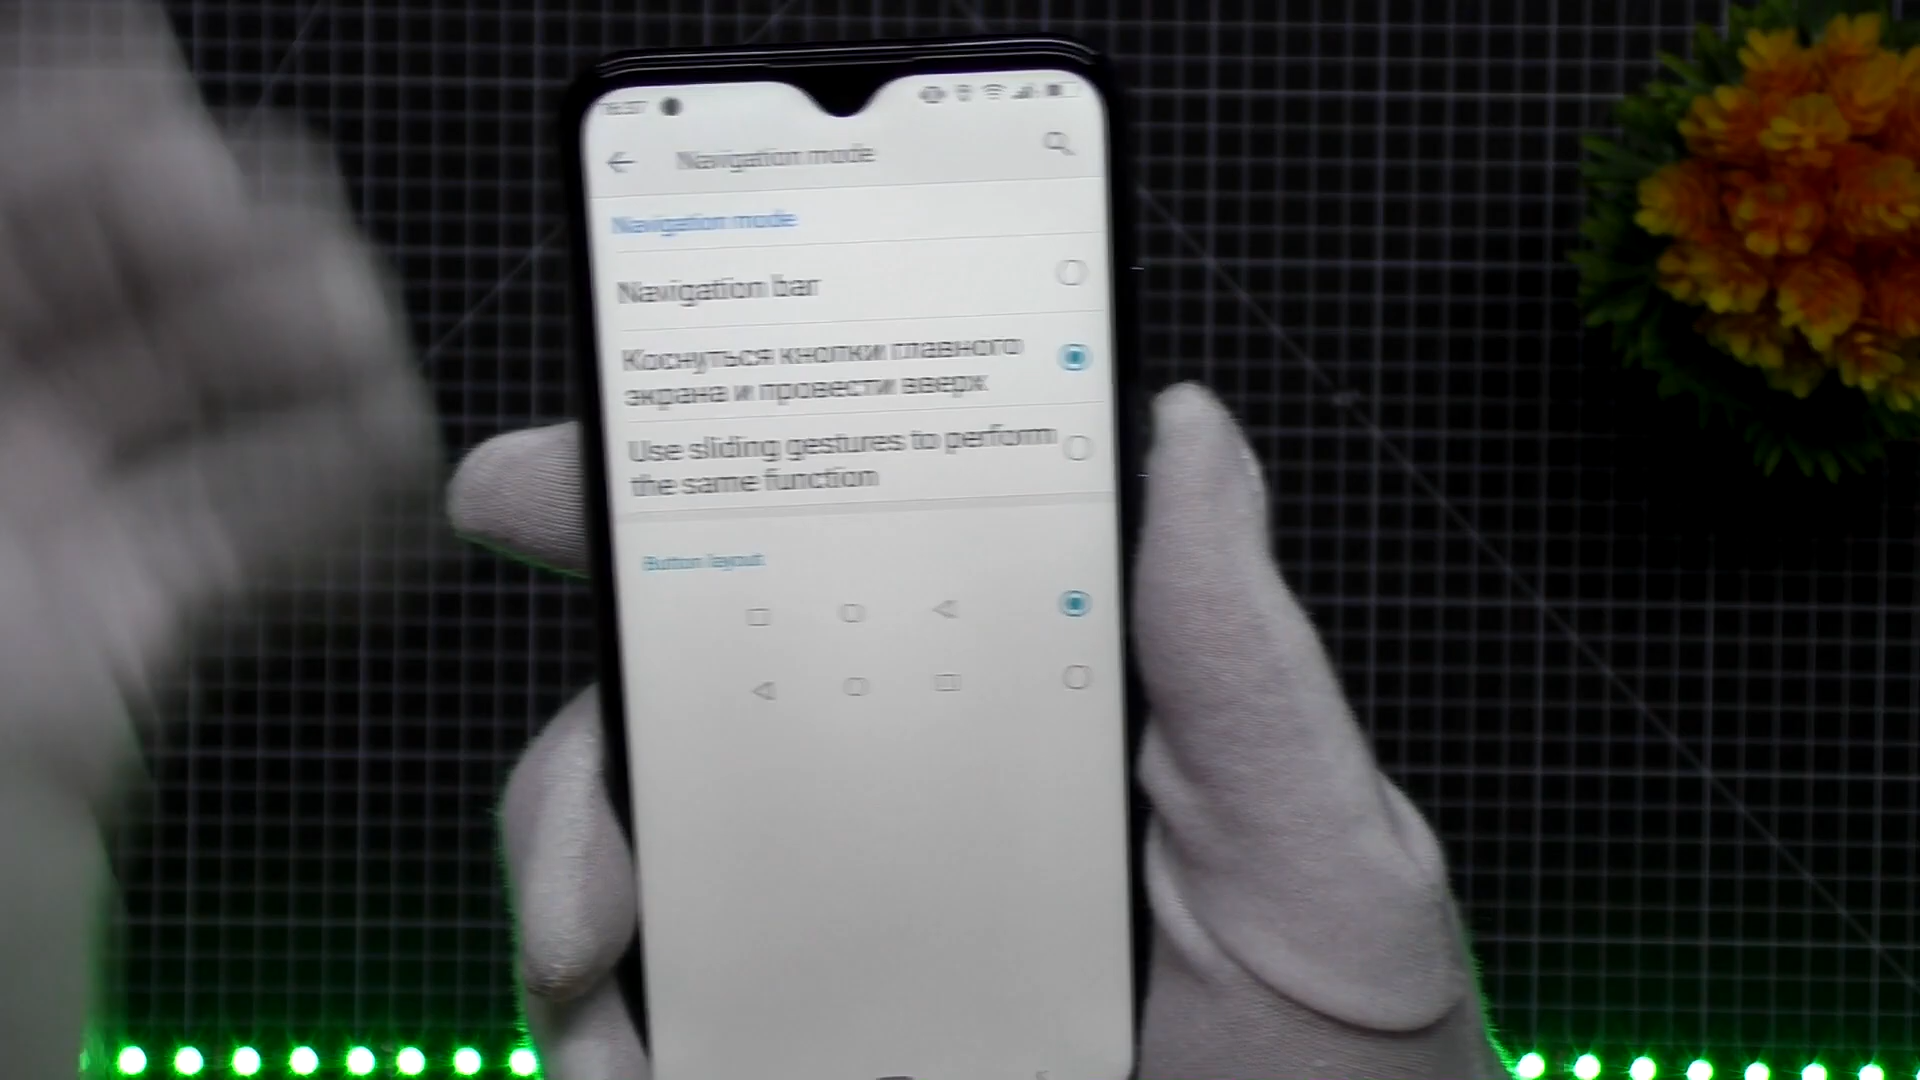 Navigation mode
Navigation mode
Navigation bar
Коснуться кнопки главного
экрана и провести вверх
Use sliding gestures to perform
the same function
Button layout